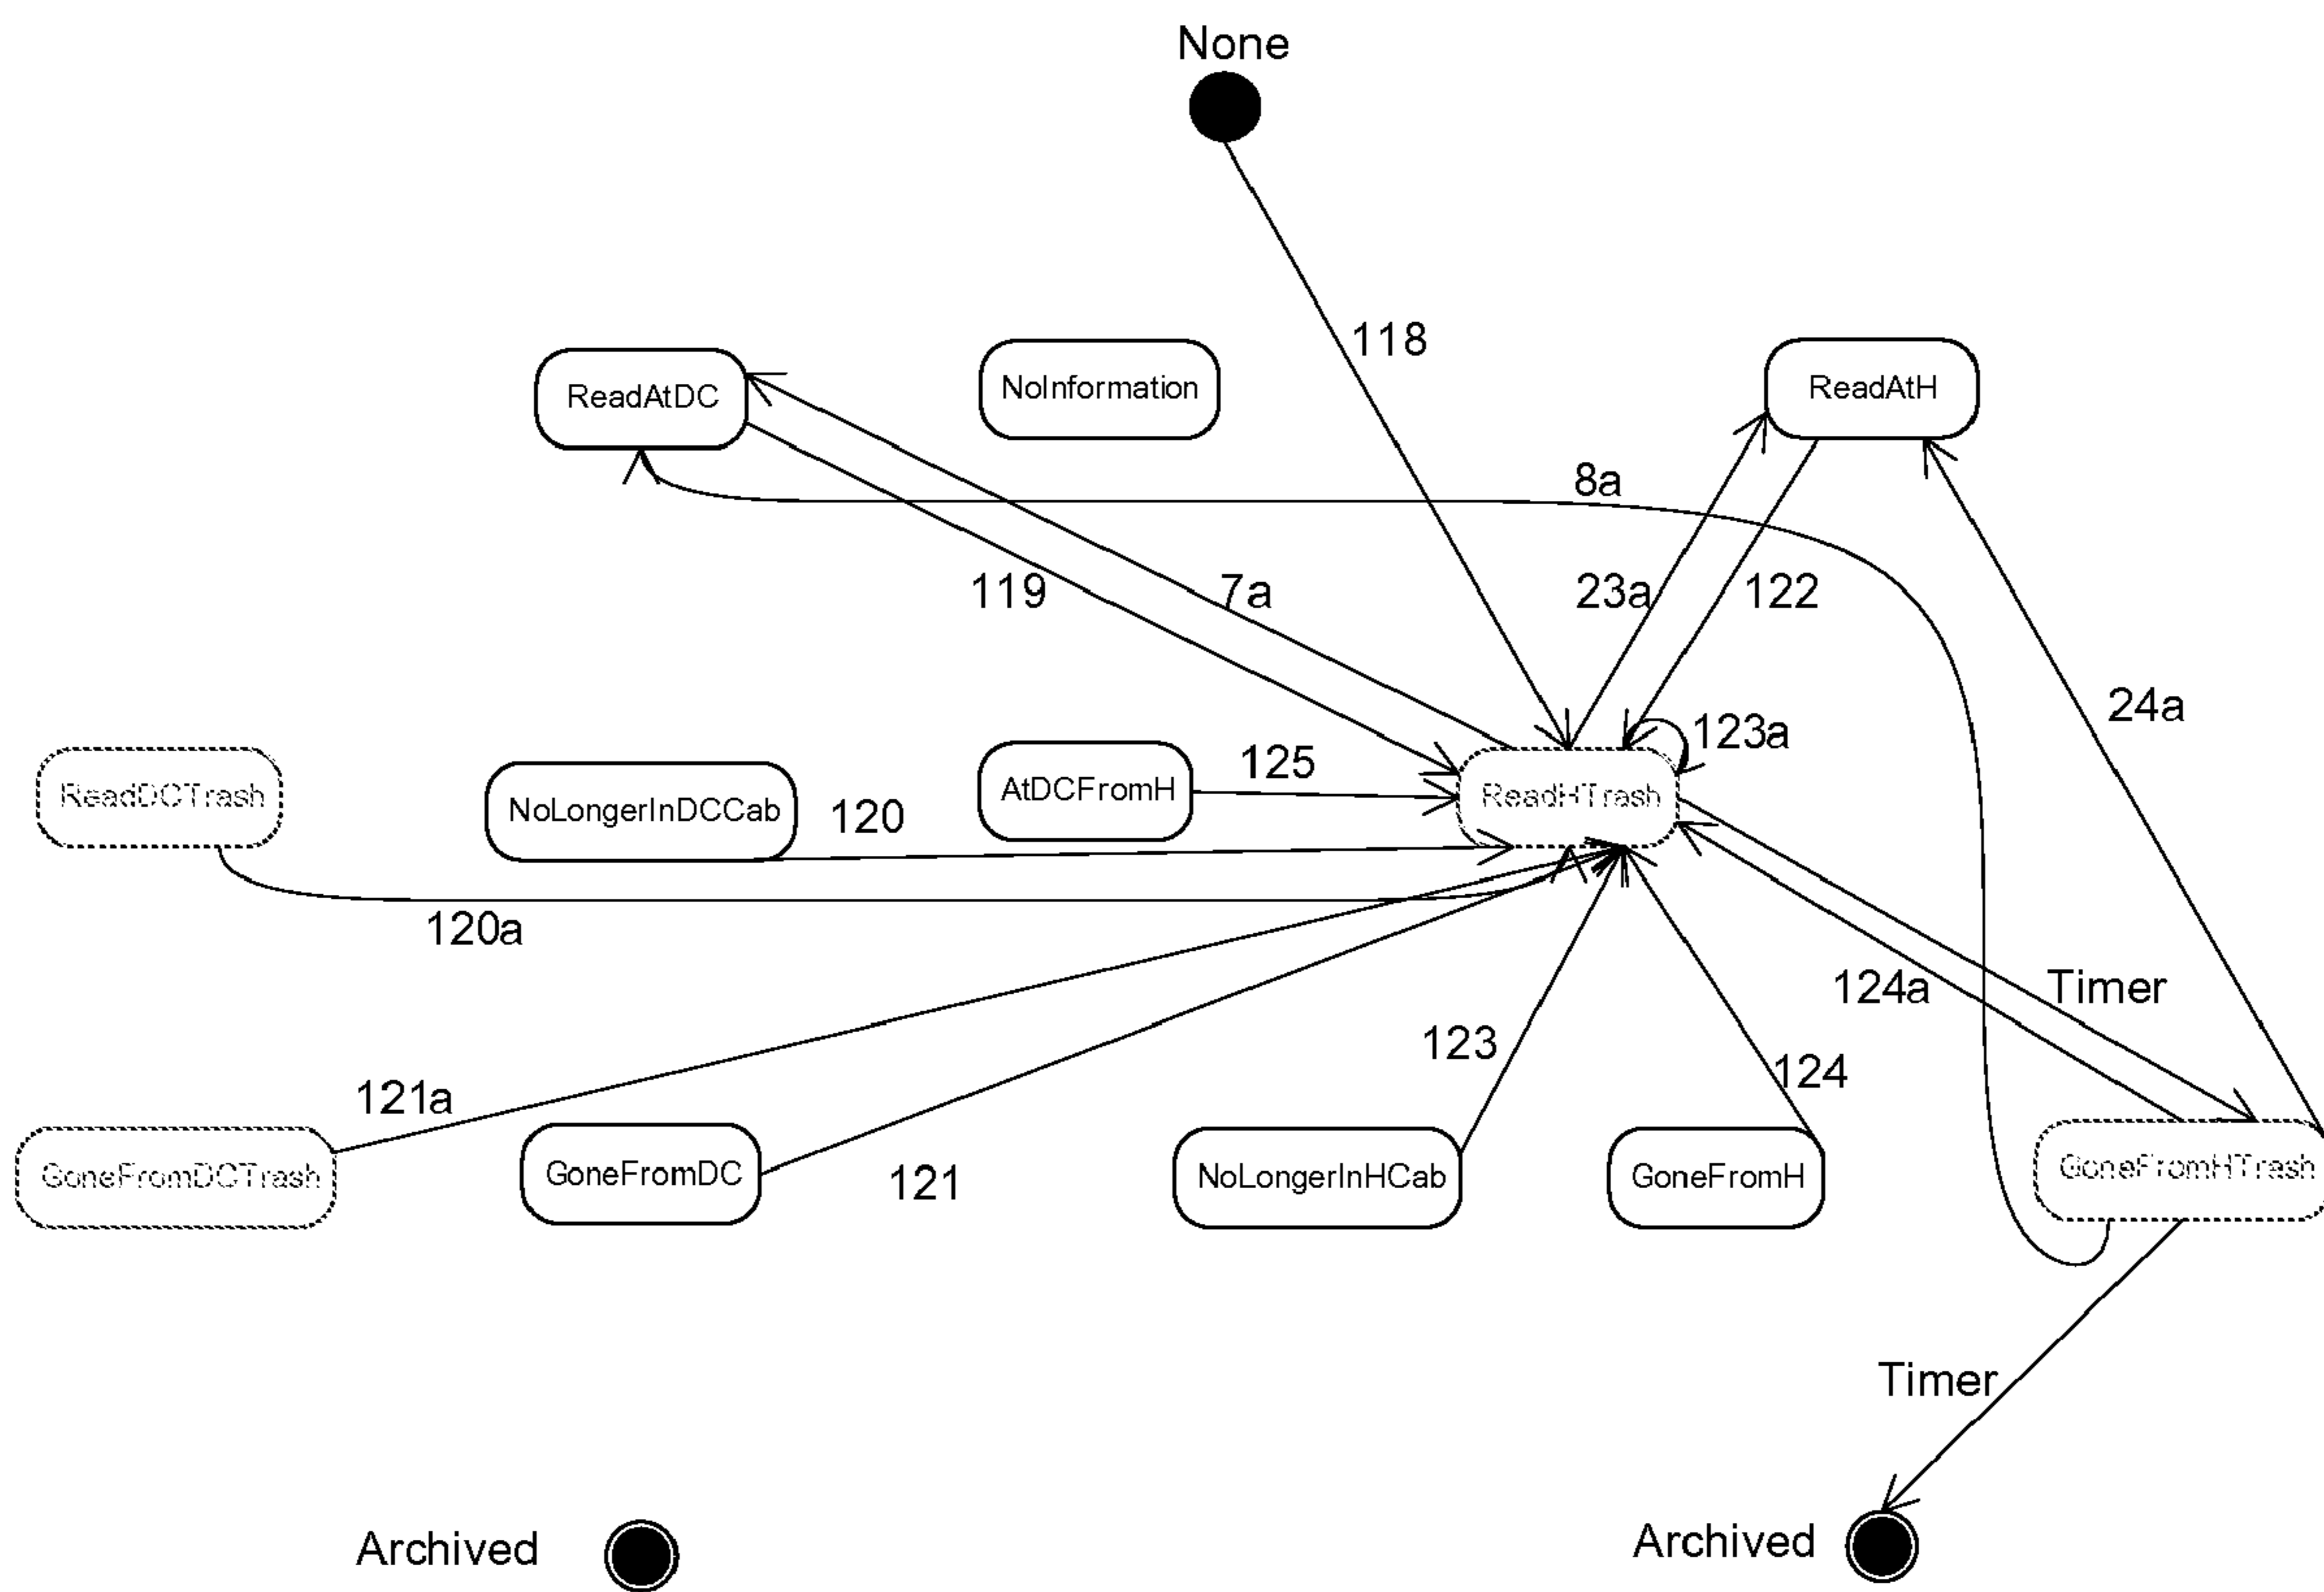 None
118
ReadAtDC
NoInformation
ReadAtH
8a
119
7a
23a
122
24a
123a
ReadDCTrash
NoLongerInDCCab
120
AtDCFromH
125
ReadHTrash
120a
124a
Timer
123
124
121a
GoneFromDCTrash
GoneFromDC
121
NoLongerInHCab
GoneFromH
GoneFromHTrash
Timer
Archived
Archived